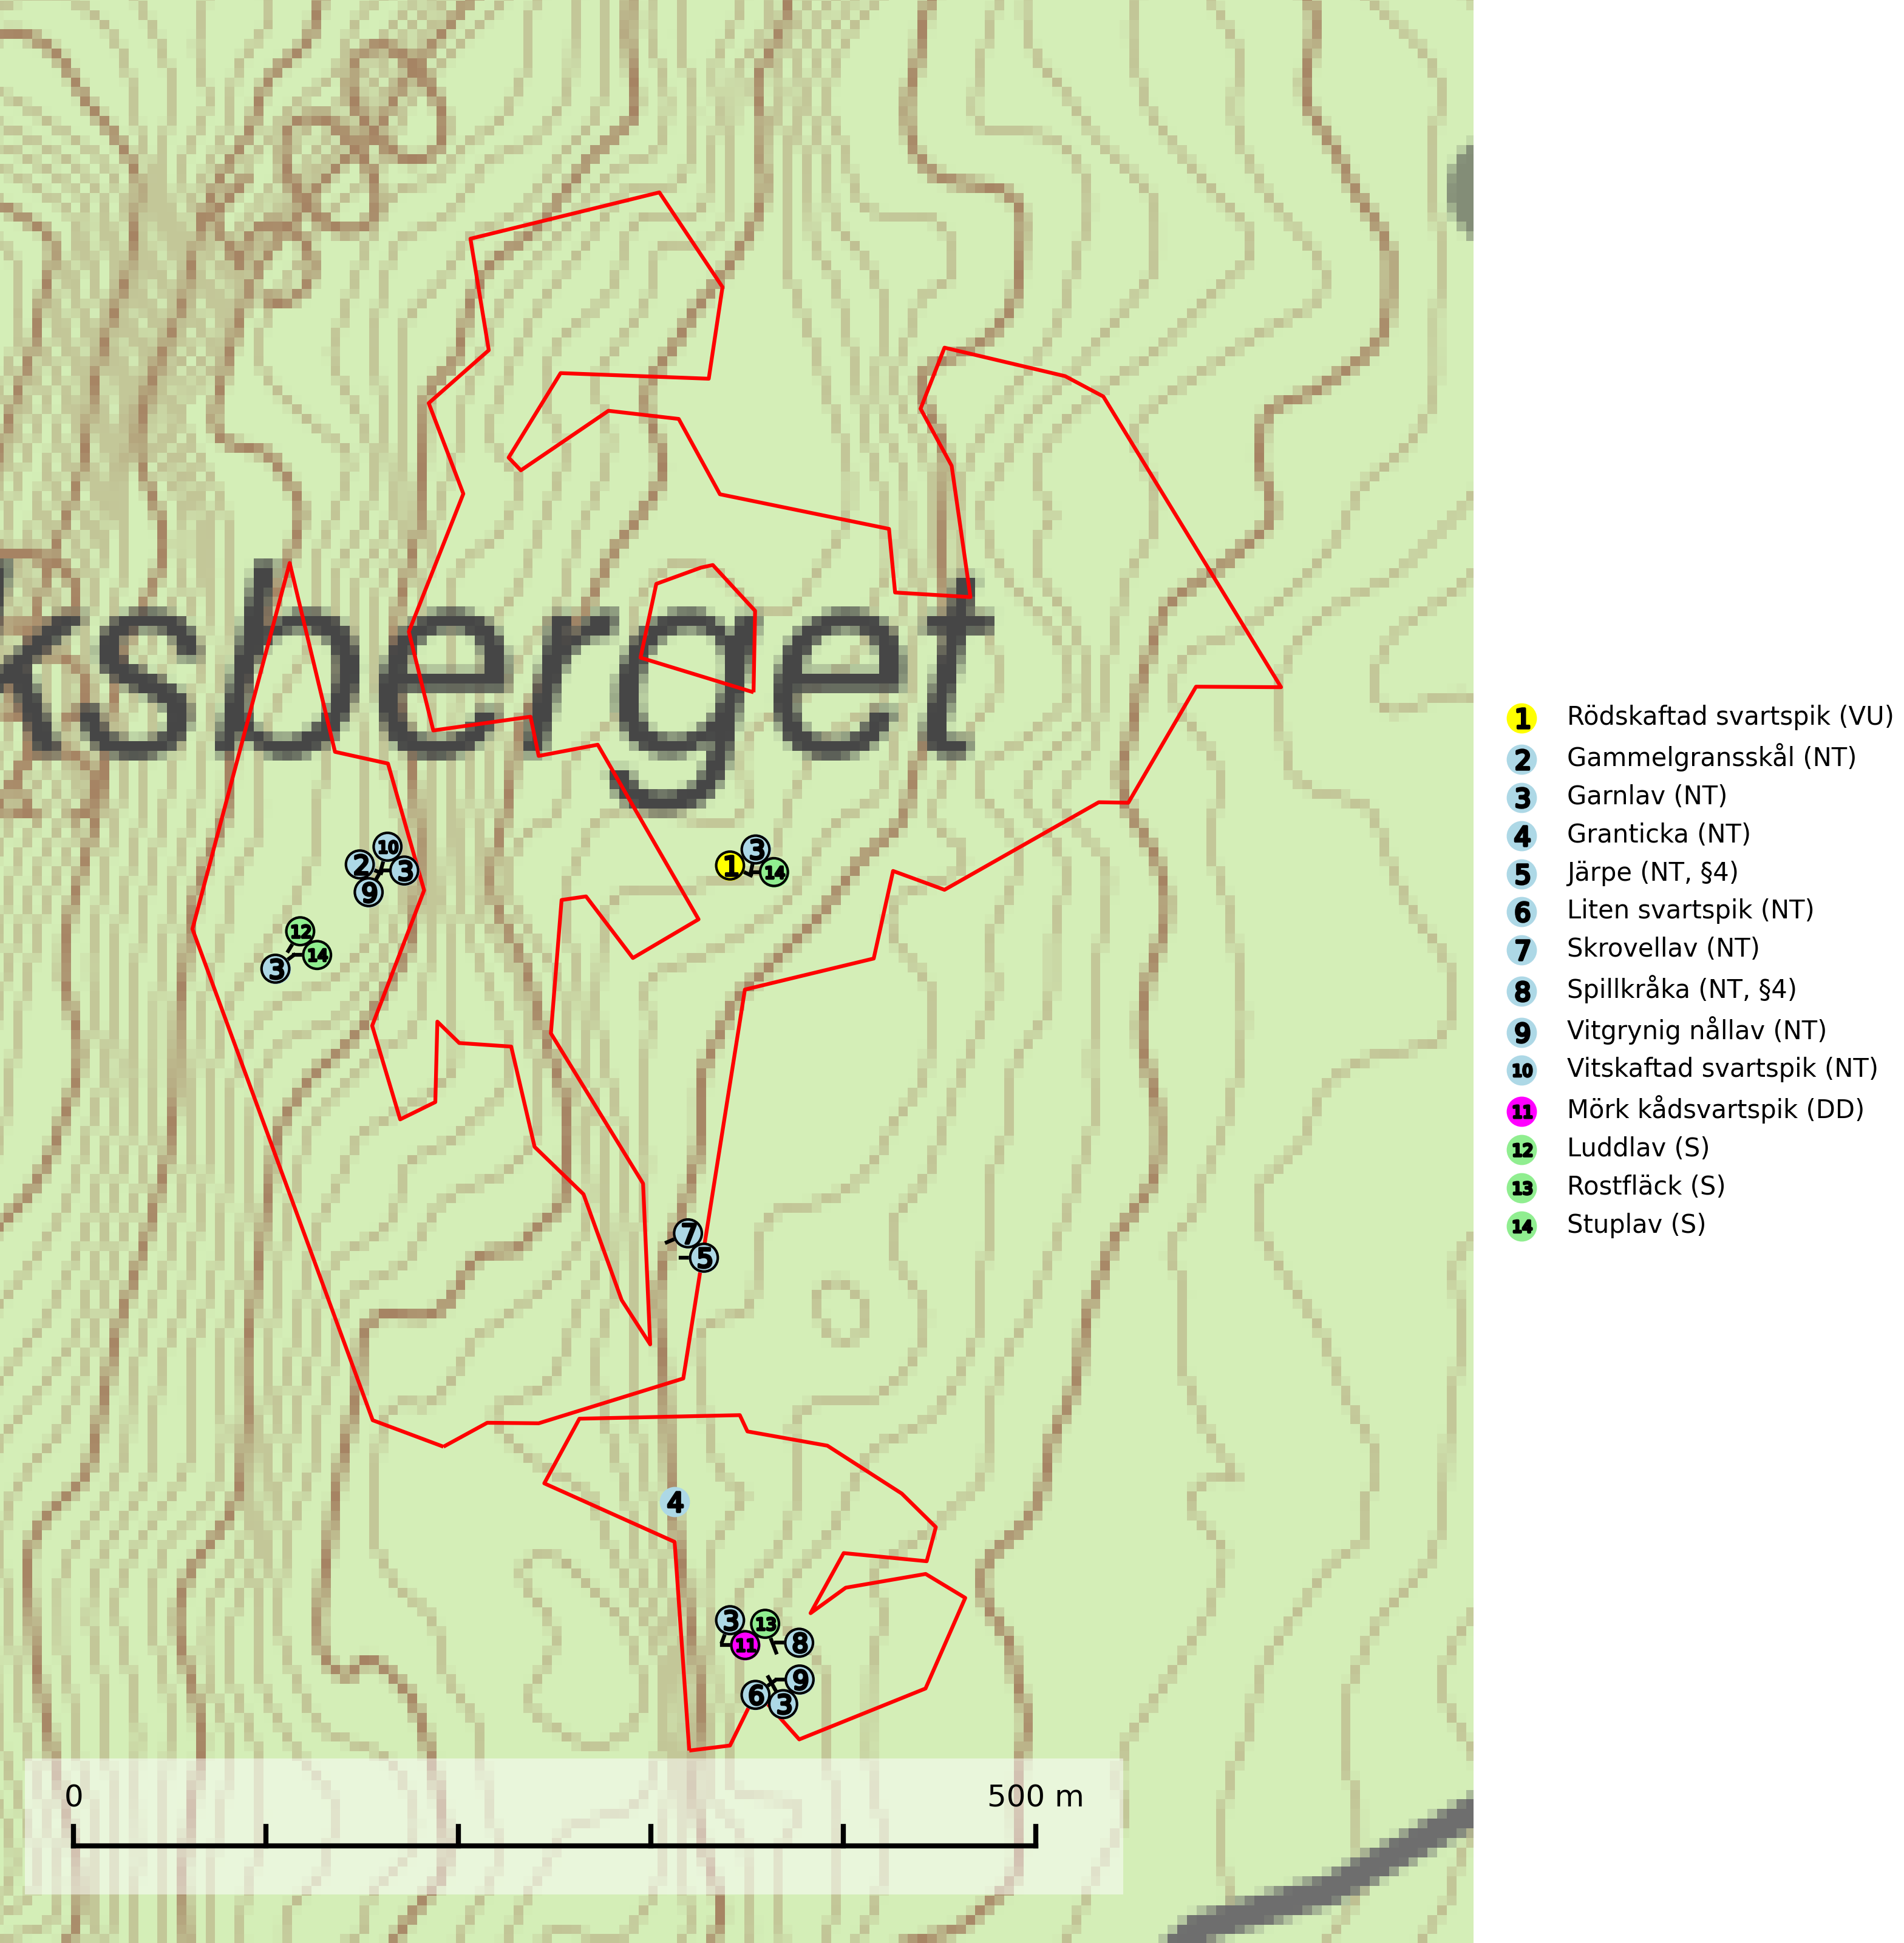 ksberget
1 Rödskaftad svartspik (VU)
2 Gammelgransskål (NT)
3 Garnlav (NT)
4 Granticka (NT)
5 Järpe (NT, §4)
6 Liten svartspik (NT)
7 Skrovellav (NT)
8 Spillkråka (NT, §4)
9 Vitgrynig nållav (NT)
10 Vitskaftad svartspik (NT)
11 Mörk kådsvartspik (DD)
12 Luddlav (S)
13 Rostfläck (S)
14 Stuplav (S)
10
2 3
9
3
1 14
12
14
3
7
5
4
3 13
11 8
9
6 3
0 500 m